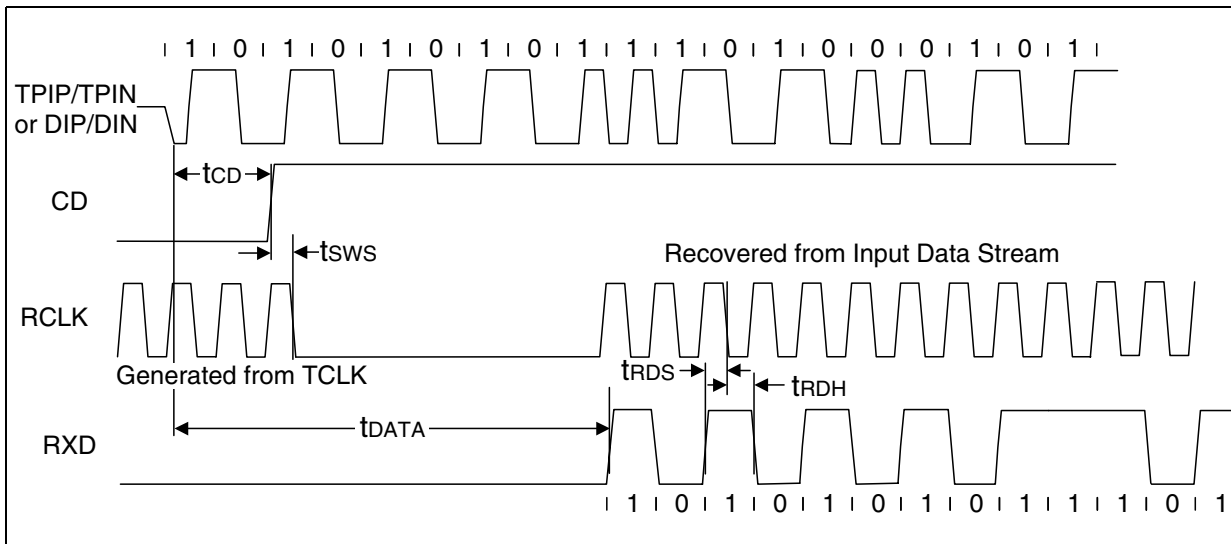 1 0 1 0 1 0 1 0 1 1 1 0 1 0 0 0 1 0 1
TPIP/TPIN
or DIP/DIN
tCD
CD
tSWS
Recovered from Input Data Stream
RCLK
Generated from TCLK
tRDS
tRDH
tDATA
RXD
1 0 1 0 1 0 1 0 1 1 1 0 1